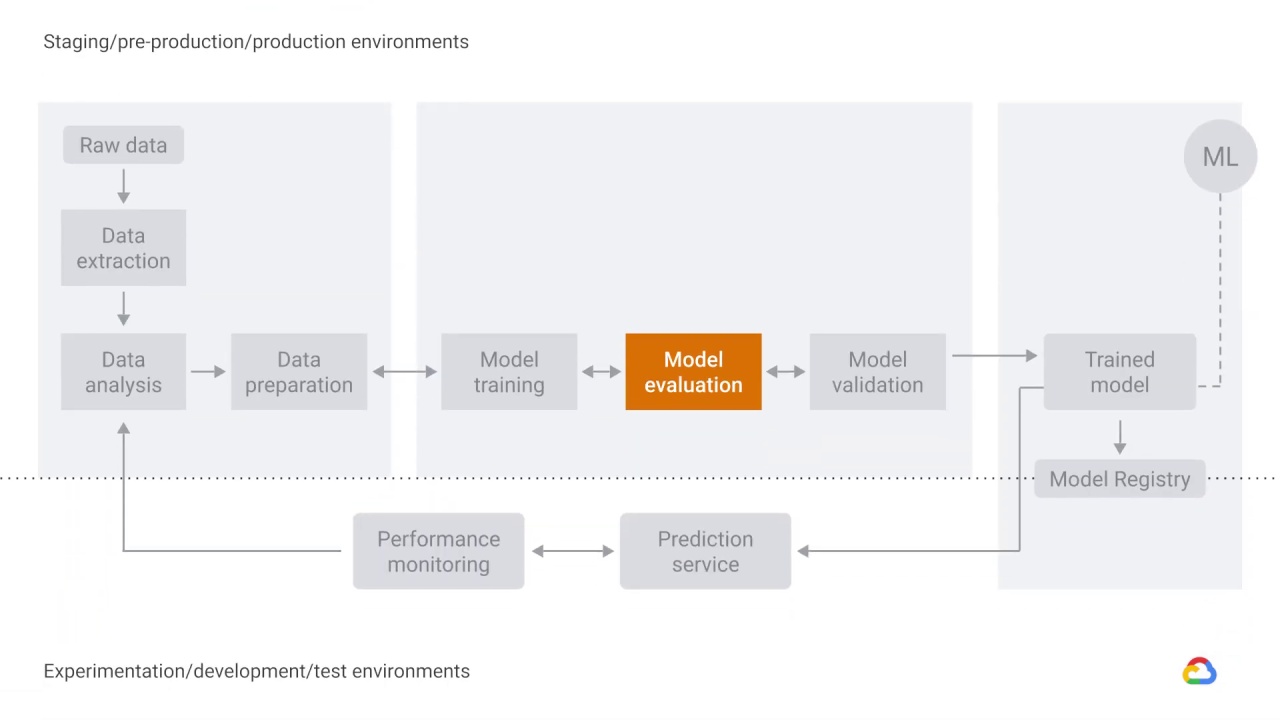 Staging/pre-production/production environments
Raw data
ML
Data
extraction
Data
analysis
Data
preparation
Model
training
Model
evaluation
Model
validation
Trained
model
Model Registry
Performance
monitoring
Prediction
service
Experimentation/development/test environments